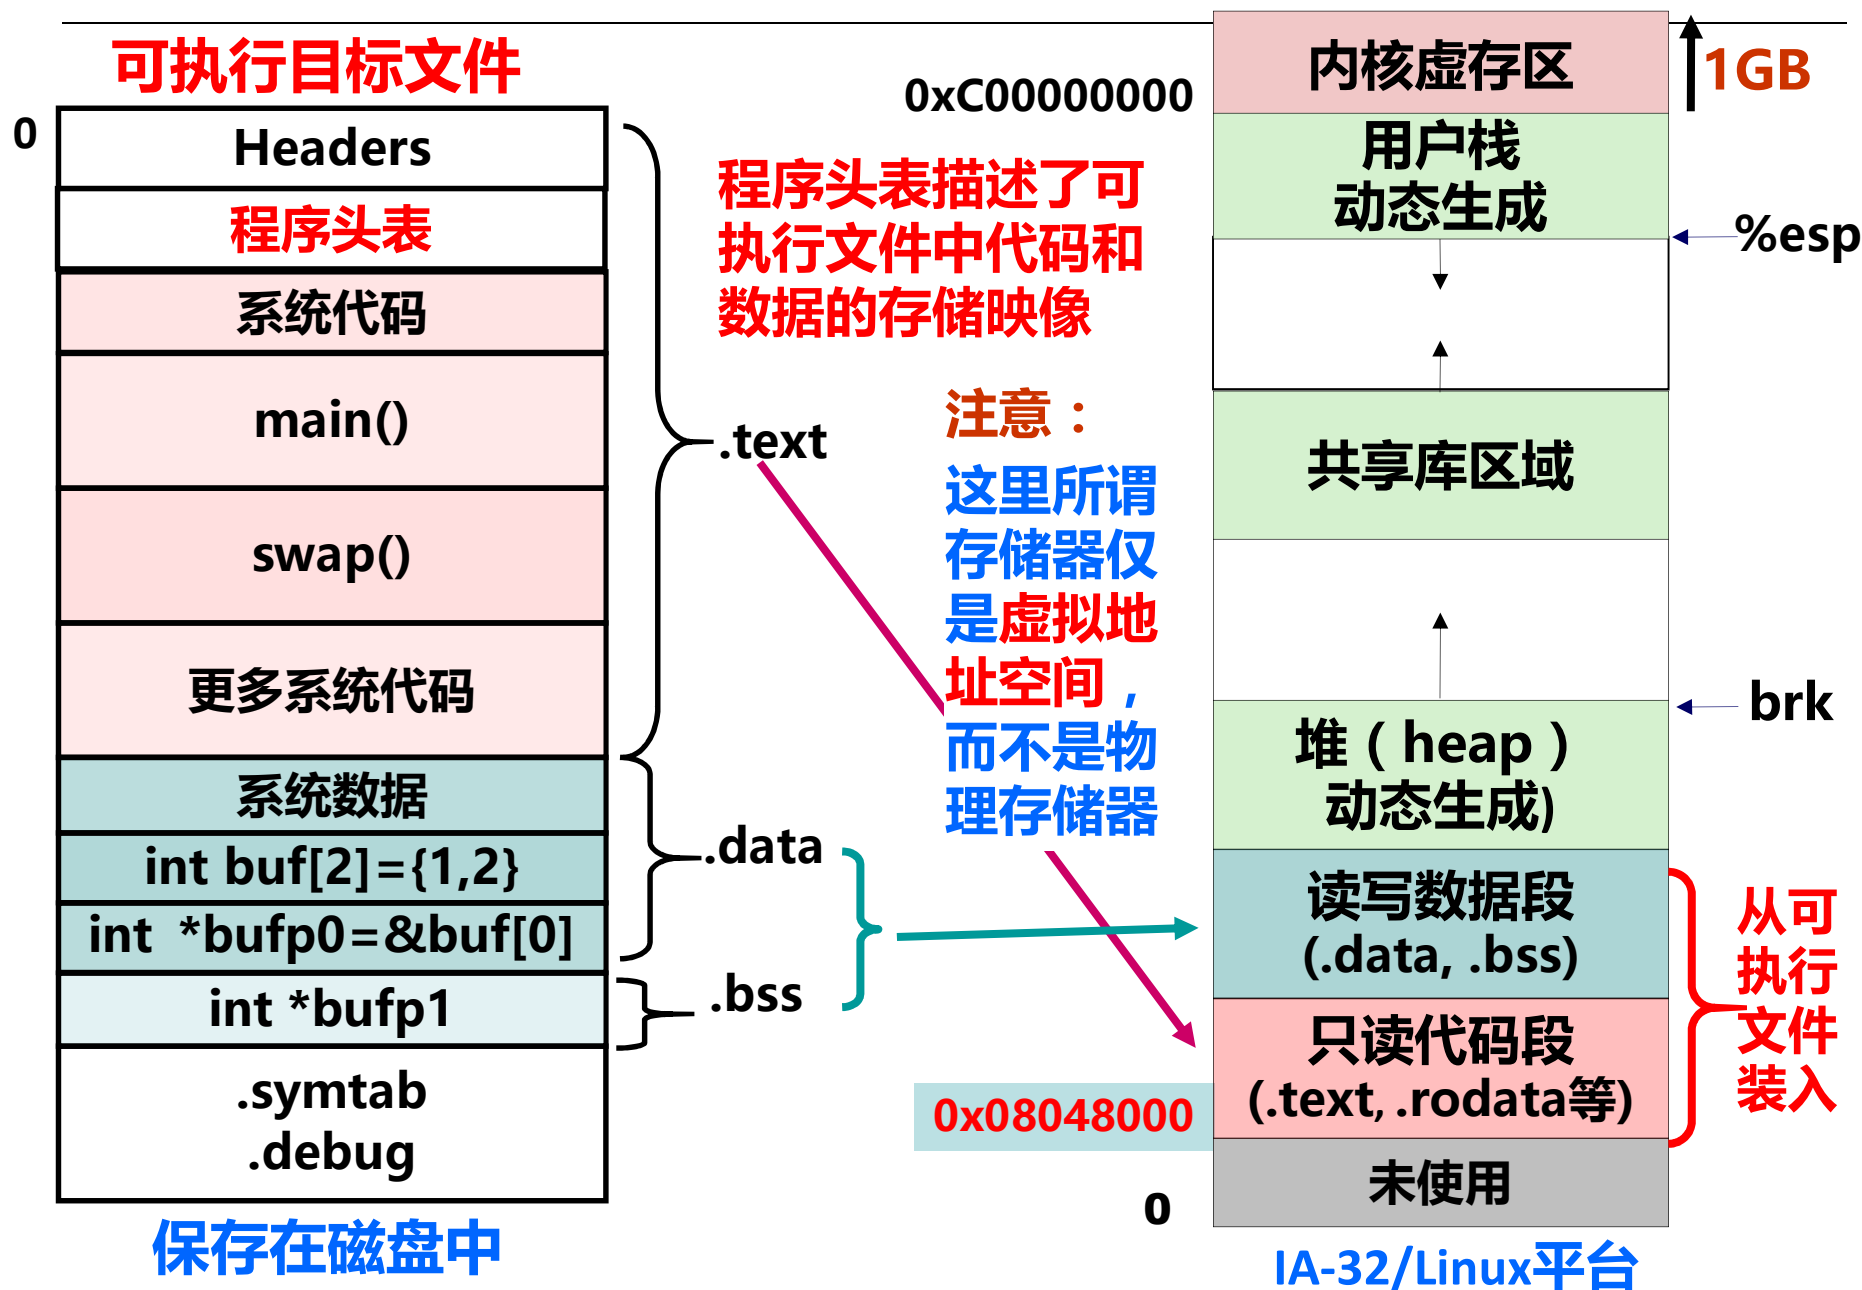 可执行目标文件
0
Headers
程序头表
系统代码
main()
swap()
更多系统代码
系统数据
int buf[2]={1,2}
int *bufp0=&buf[0]
int *bufp1
.symtab
.debug
保存在磁盘中
.text
.data
.bss
程序头表描述了可
执行文件中代码和
数据的存储映像
注意：
这里所谓
存储器仅
是虚拟地
址空间，
而不是物
理存储器
0xC00000000
内核虚存区
1GB
用户栈
动态生成
%esp
共享库区域
brk
堆（heap）
动态生成)
读写数据段
(.data, .bss)
只读代码段
(.text, .rodata等)
0x08048000
未使用
0
从可
执行
文件
装入
IA-32/Linux平台